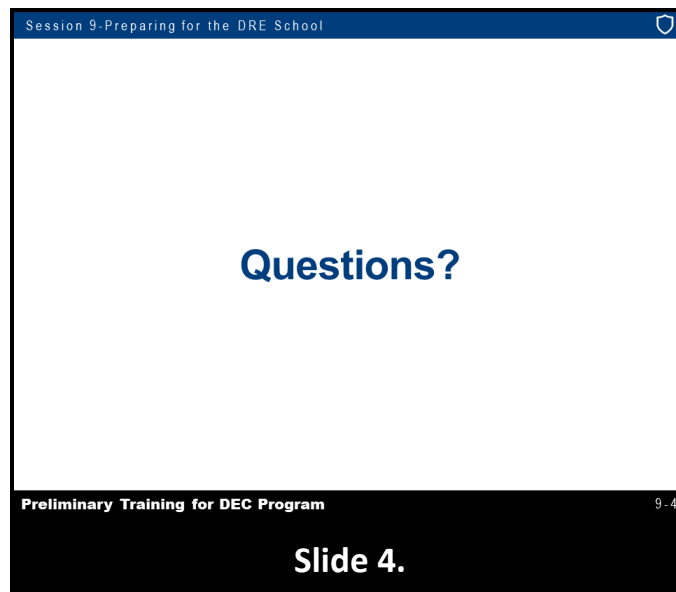 Session 9-Preparing for the DRE School
Questions?
Preliminary Training for DEC Program
9-4
Slide 4.